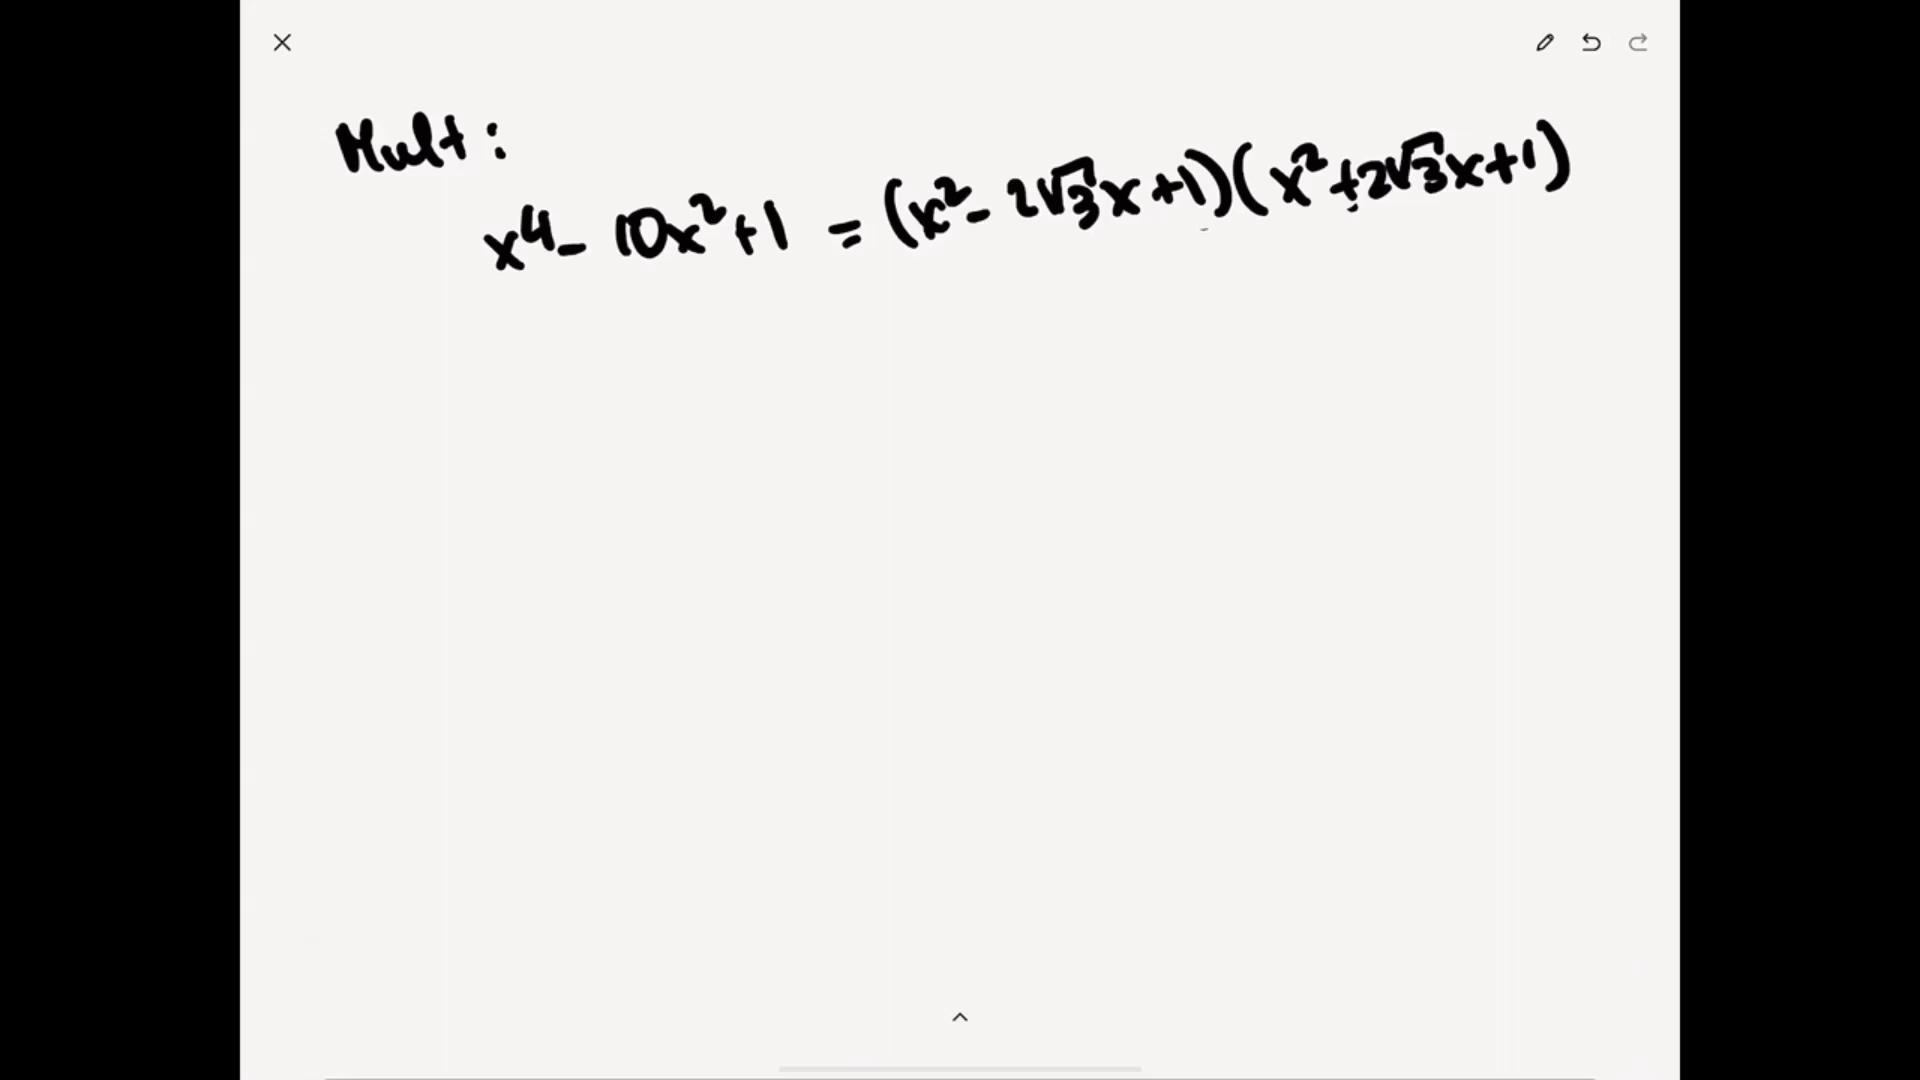 Mult:
x⁴- 10x²+1 = (x²- 2√3x+1)(x²+2√3x+1)